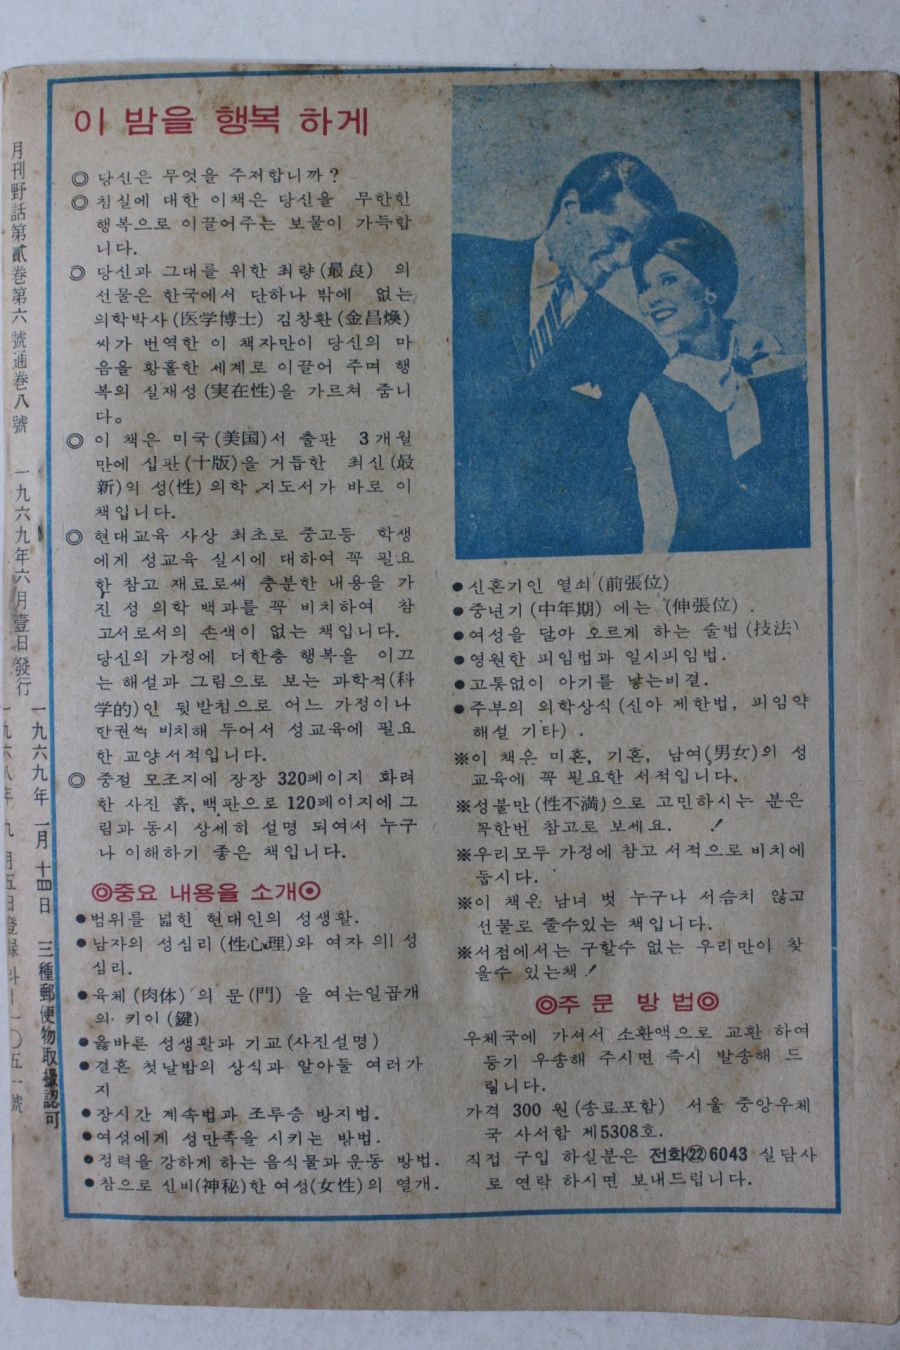 이 밤을 행복 하게
◎ 당신은 무엇을 주저합니까?
◎ 침실에 대한 이책은 당신을 무한한
행복으로 이끌어주는 보물이 가득합
니다.
◎ 당신과 그대를 위한 최량(最良) 의
선물은 한국에서 단하나 밖에 없는
의학박사(医学博士) 김창환(金昌煥)
씨가 번역한 이 책자만이 당신의 마
음을 황홀한 세계로 이끌어 주며 행
복의 실재성(実在性)을 가르쳐 줍니
다。
◎ 이 책은 미국(美国)서 출판 3개월
만에 십판(十版)을 거듭한 최신(最
新)의 성(性) 의학 지도서가 바로 이
책입니다.
◎ 현대교육 사상 최초로 중고등 학생
에게 성교육 실시에 대하여 꼭 필요
한 참고 재료로써 충분한 내용을 가
진 성 의학 백과를 꼭 비치하여 참
고서로서의 손색이 없는 책입니다.
당신의 가정에 더한층 행복을 이끄
는 해설과 그림으로 보는 과학적(科
学的)인 뒷받침으로 어느 가정이나
한권씩 비치해 두어서 성교육에 필요
한 교양서적입니다.
◎ 중절 모조지에 장장 320페이지 화려
한 사진 흙,백판으로 120페이지에 그
림과 동시 상세히 설명 되여서 누구
나 이해하기 좋은 책입니다.
◎중요 내용을 소개◎
●범위를 넓힌 현대인의 성생활.
●남자의 성심리(性心理)와 여자 의 성
심리.
●육체(肉体)의 문(門) 을 여는일곱개
의 키이(鍵)
●올바른 성생활과 기교(사진설명)
●결혼 첫날밤의 상식과 알아둘 여러가
지
●장시간 계속법과 조루승 방지법.
●여성에게 성만족을 시키는 방법.
●정력을 강하게 하는 음식물과 운동 방법.
●참으로 신비(神秘)한 여성(女性)의 열개.
●신혼기인 열쇠(前張位)
●중년기(中年期) 에는 (伸張位).
●여성을 달아 오르게 하는 술법(技法)
●영원한 피임법과 일시피임법.
●고통없이 아기를 낳는비결.
●주부의 의학상식(신아 제한법, 피임약
해설 기타).
※이 책은 미혼, 기혼, 남여(男女)의 성
교육에 꼭 필요한 서적입니다.
※성불만(性不満)으로 고민하시는 분은
꼭한번 참고로 보세요. !
※우리모두 가정에 참고 서적으로 비치에
둡시다.
※이 책은 남녀 벗 누구나 서슴치 않고
선물로 줄수있는 책입니다.
※서점에서는 구할수 없는 우리만이 찾
을수 있는책!
◎주 문 방 법◎
우체국에 가셔서 소환액으로 교환 하여
등기 우송해 주시면 즉시 발송해 드
립니다.
가격 300 원(송료포함) 서울 중앙우체
국 사서함 제5308호.
직접 구입 하실분은 전화㉒6043 실담사
로 연락 하시면 보내드립니다.
月刊野話第貳巻第六號通巻八號 一九六九年六月壹日發行
一九六九年 一月 十四日 三種郵便物取扱認可